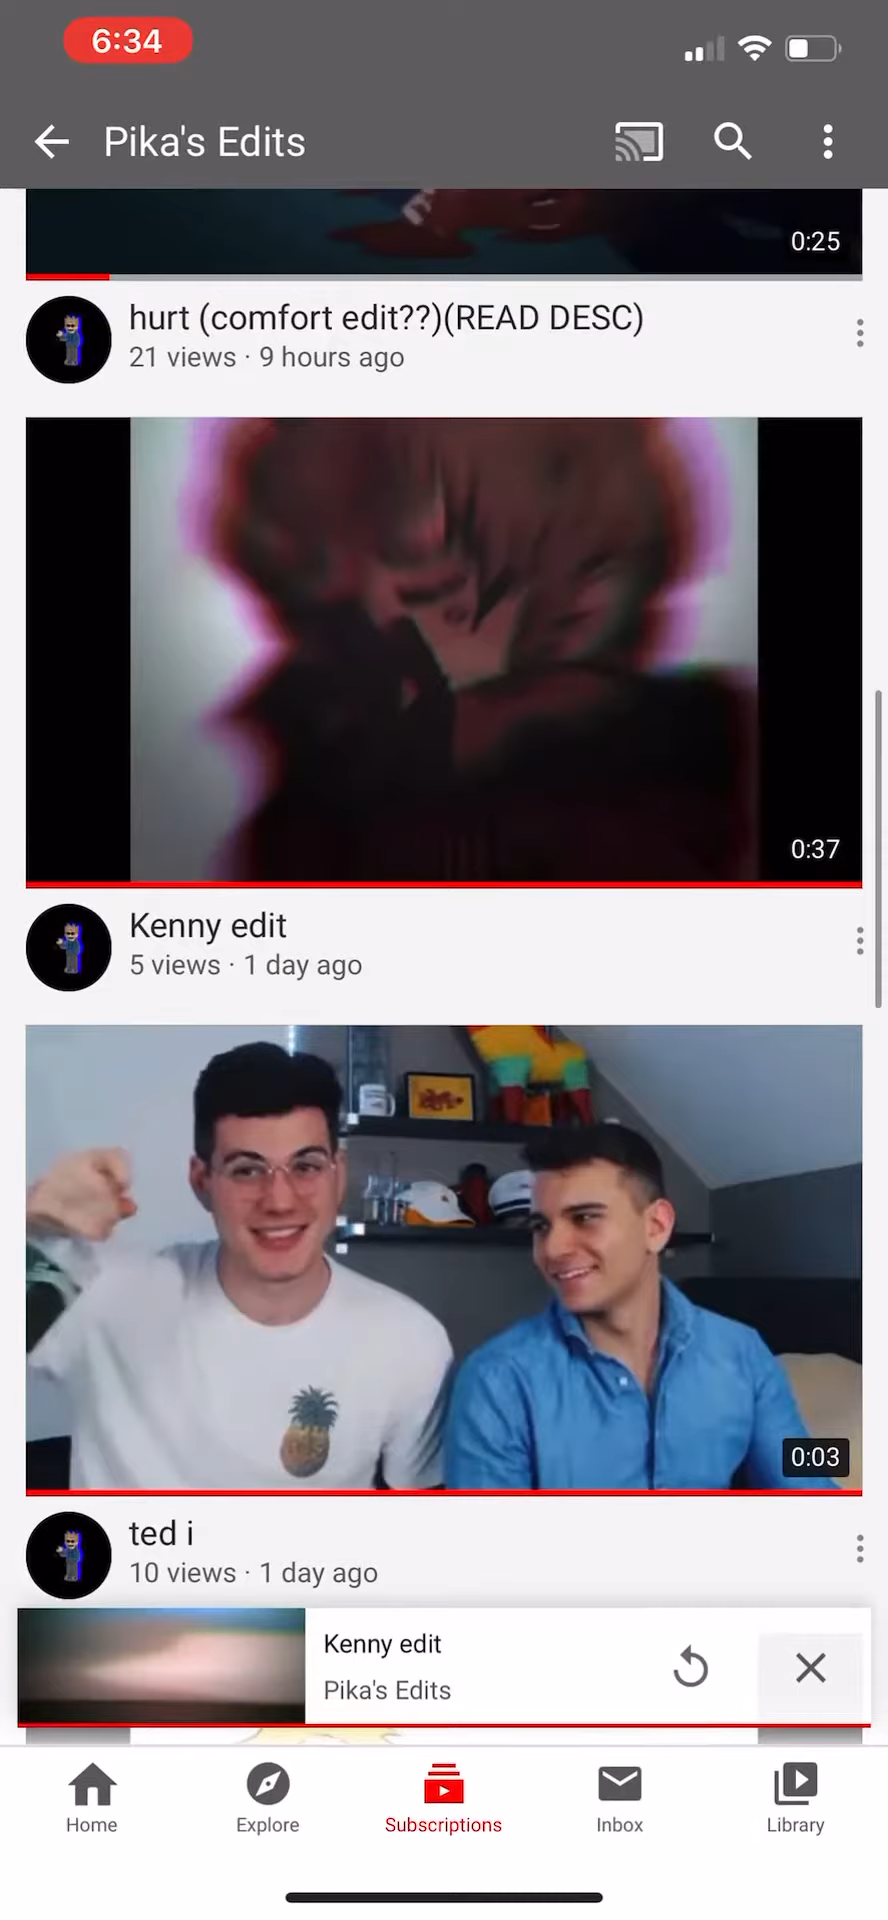 6:34
Pika's Edits
0:25
hurt (comfort edit??)(READ DESC)
21 views · 9 hours ago
0:37
Kenny edit
5 views · 1 day ago
0:03
ted i
10 views · 1 day ago
Kenny edit
Pika's Edits
Home
Explore
Subscriptions
Inbox
Library